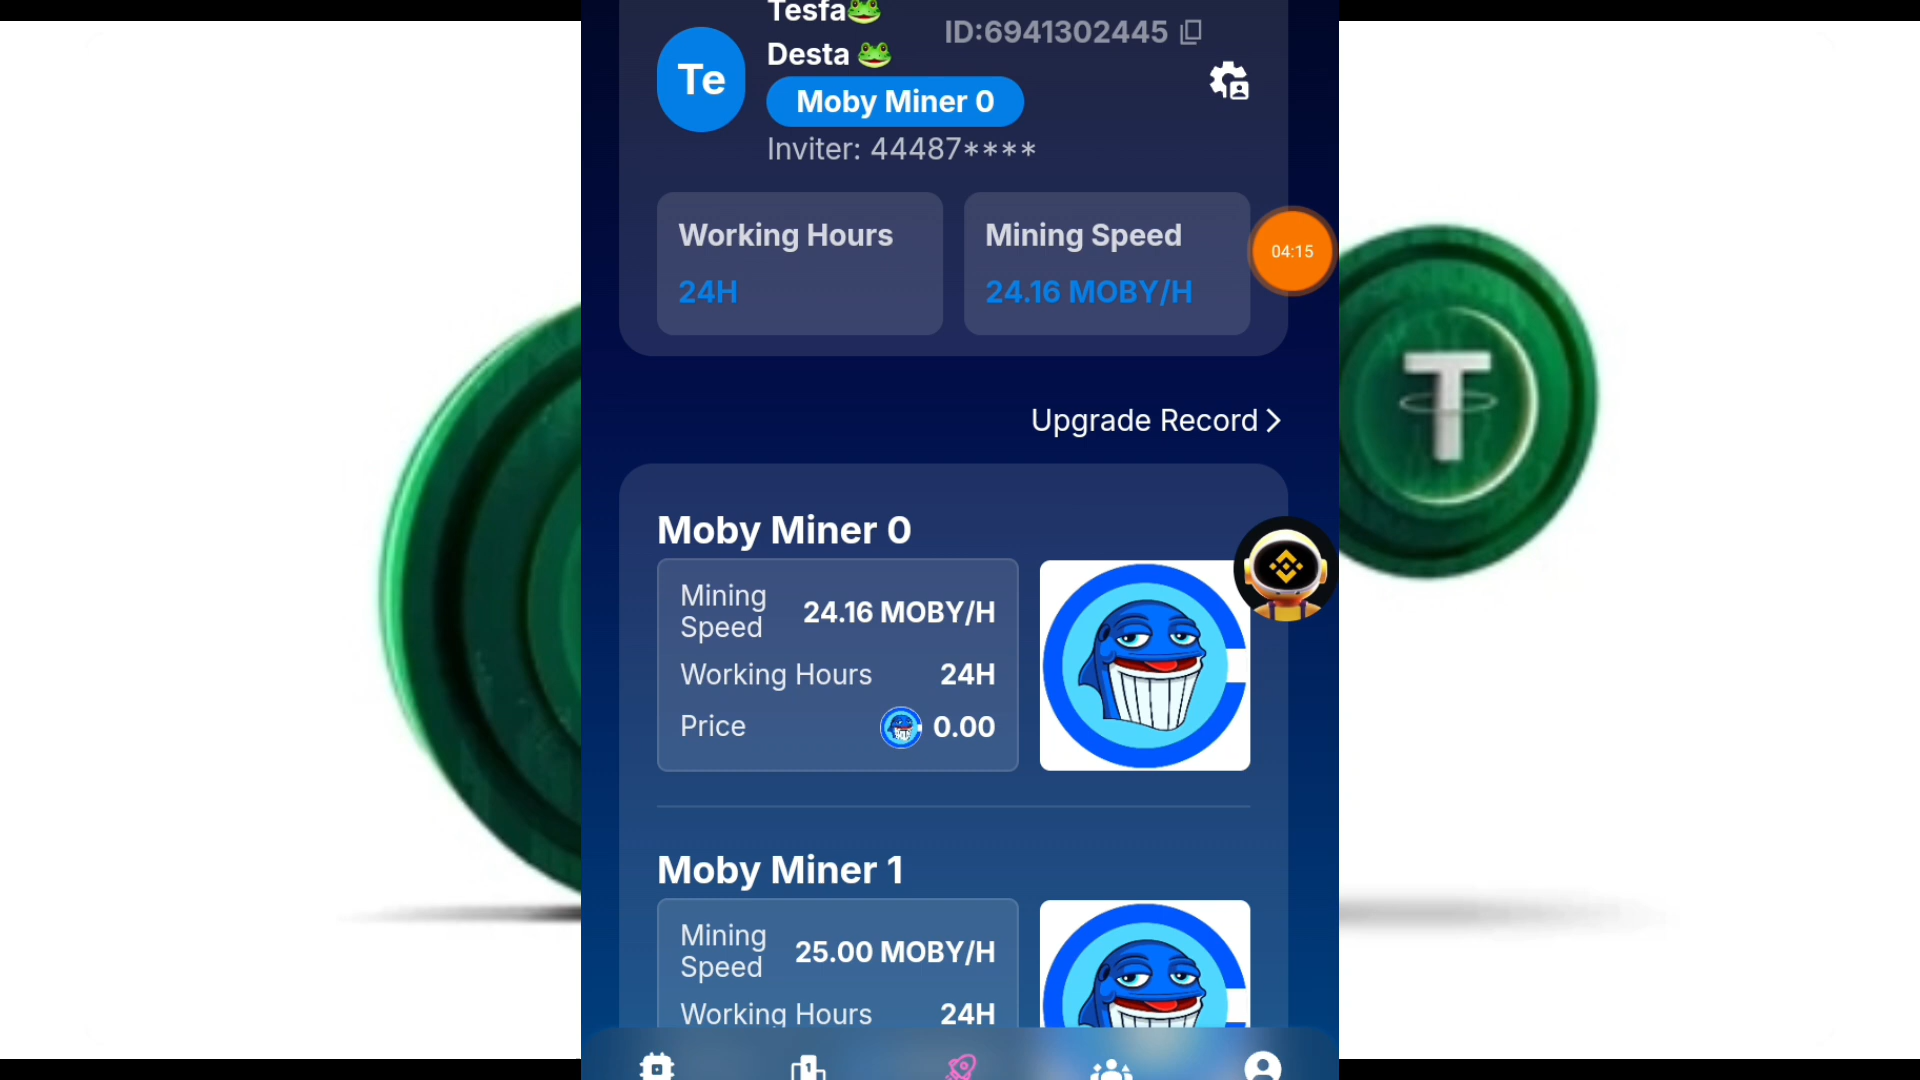 Tesfa🐸
Desta 🐸
ID:6941302445
Te
Moby Miner 0
Inviter: 44487****
Working Hours
24H
Mining Speed
24.16 MOBY/H
04:15
Upgrade Record
Moby Miner 0
Mining Speed
24.16 MOBY/H
Working Hours
24H
Price
0.00
Moby Miner 1
Mining Speed
25.00 MOBY/H
Working Hours
24H
T
1